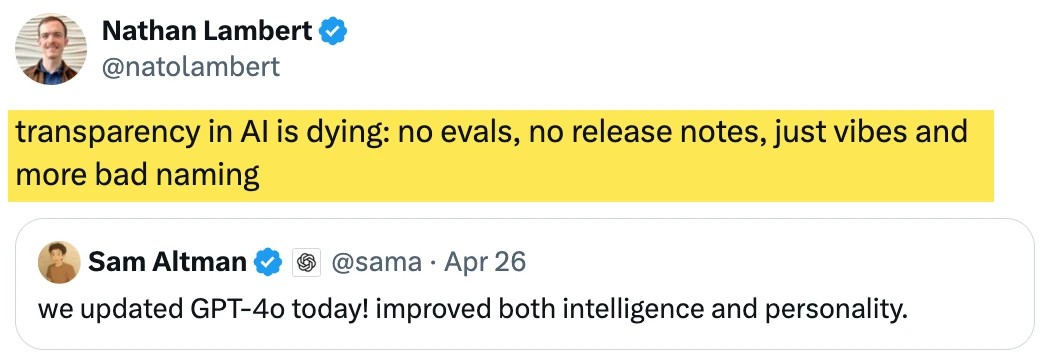 Nathan Lambert
@natolambert
transparency in AI is dying: no evals, no release notes, just vibes and
more bad naming
Sam Altman @sama · Apr 26
we updated GPT-4o today! improved both intelligence and personality.